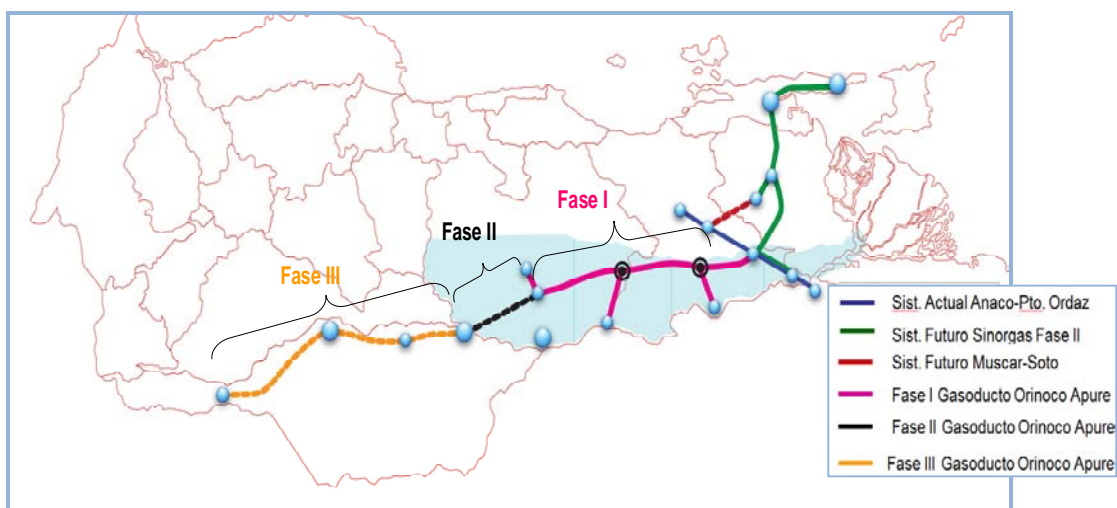 Fase I
Fase II
Fase III
Sist. Actual Anaco-Pto. Ordaz
Sist. Futuro Sinorgas Fase II
Sist. Futuro Muscar-Soto
Fase I Gasoducto Orinoco Apure
Fase II Gasoducto Orinoco Apure
Fase III Gasoducto Orinoco Apure